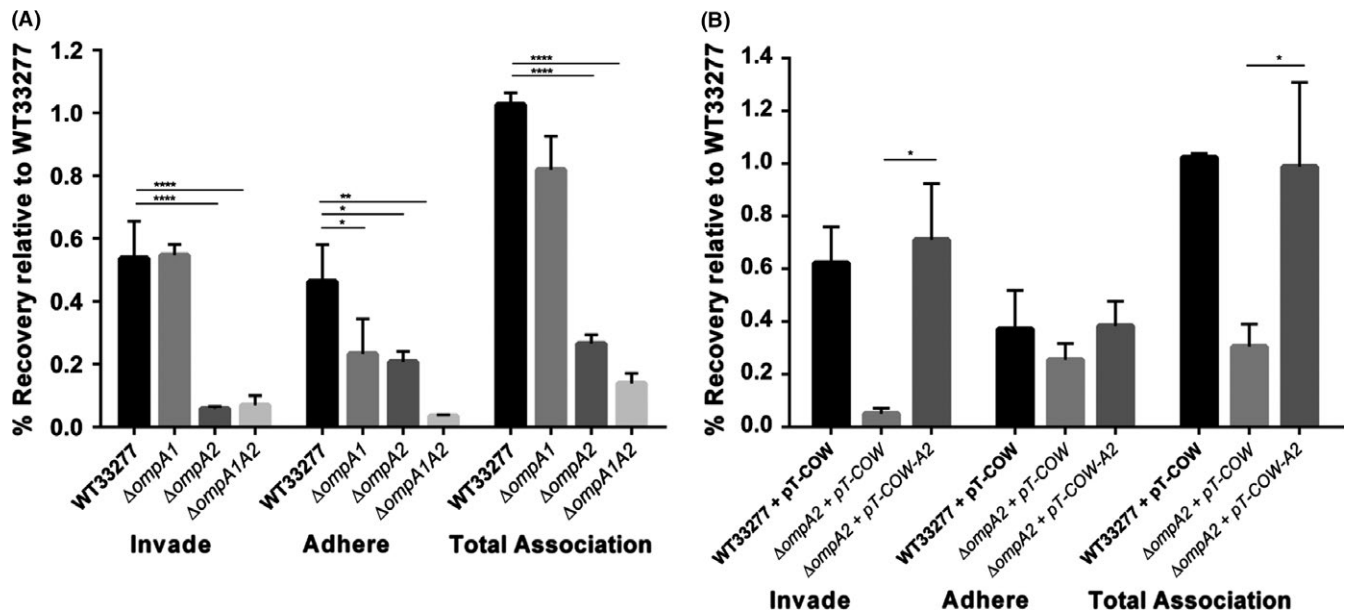 (A)
% Recovery relative to WT33277
1.2
1.0
0.8
0.6
0.4
0.2
0.0
****
****
**
*
*
****
****
WT33277
ΔompA1
ΔompA2
ΔompA1A2
WT33277
ΔompA1
ΔompA2
ΔompA1A2
WT33277
ΔompA1
ΔompA2
ΔompA1A2
Invade
Adhere
Total Association
(B)
% Recovery relative to WT33277
1.4
1.2
1.0
0.8
0.6
0.4
0.2
0.0
*
*
WT33277 + pT-COW
ΔompA2 + pT-COW
ΔompA2 + pT-COW-A2
WT33277 + pT-COW
ΔompA2 + pT-COW
ΔompA2 + pT-COW-A2
WT33277 + pT-COW
ΔompA2 + pT-COW
ΔompA2 + pT-COW-A2
Invade
Adhere
Total Association